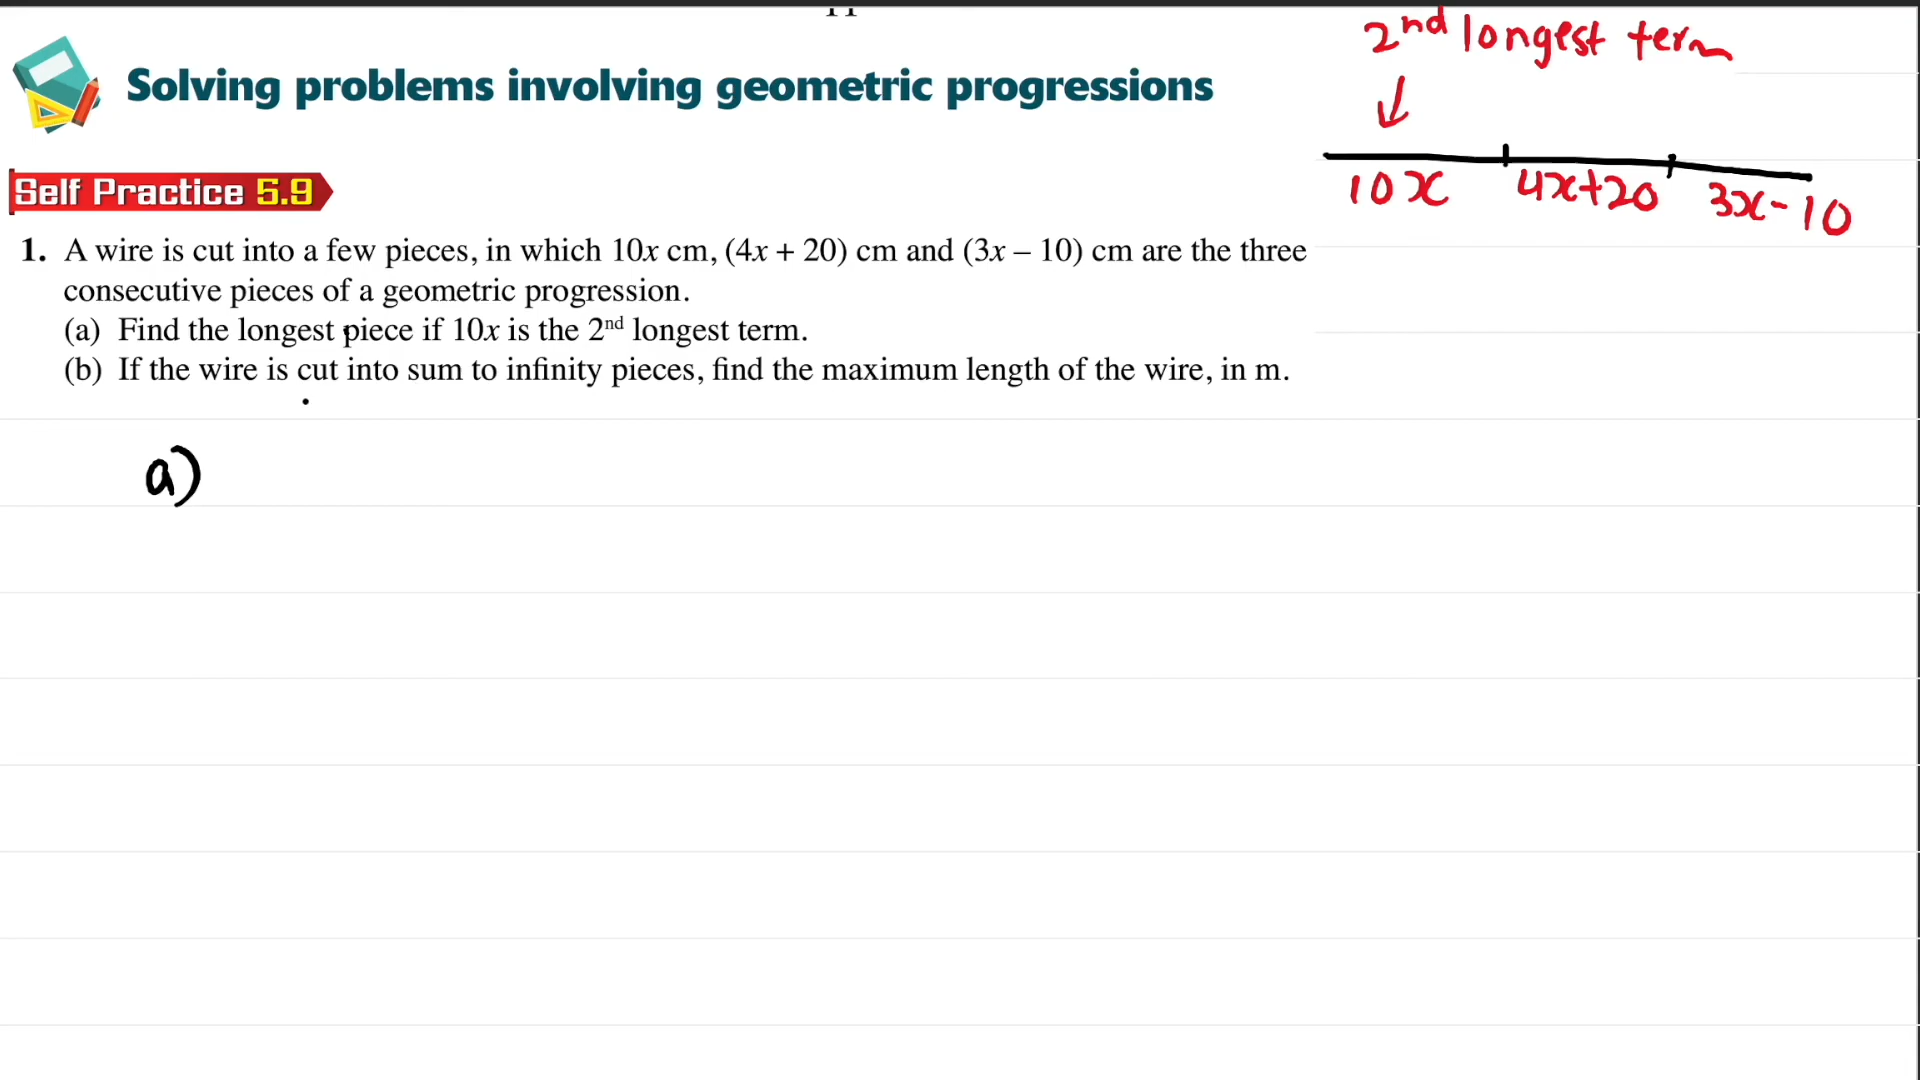 2nd longest term
Solving problems involving geometric progressions
10x 4x+20 3x-10
Self Practice 5.9
1. A wire is cut into a few pieces, in which 10x cm, (4x + 20) cm and (3x – 10) cm are the three
consecutive pieces of a geometric progression.
(a) Find the longest piece if 10x is the 2nd longest term.
(b) If the wire is cut into sum to infinity pieces, find the maximum length of the wire, in m.
a)